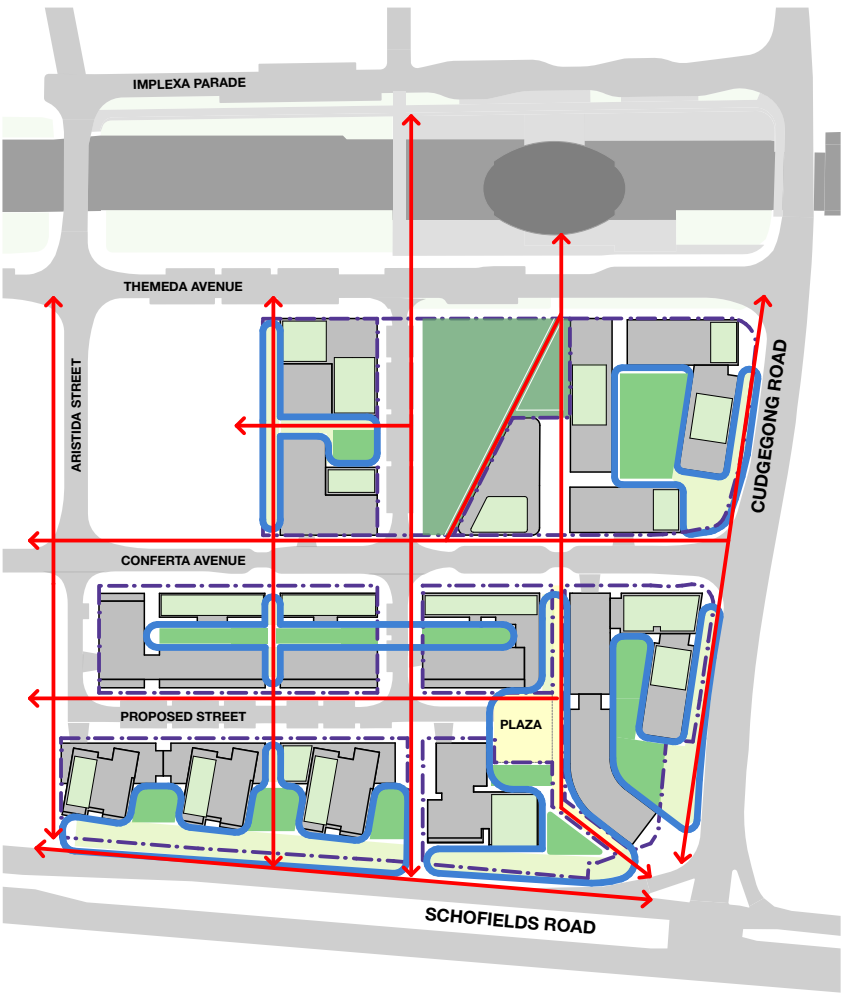 IMPLEXA PARADE
THEMEDA AVENUE
ARISTIDA STREET
CUDGEGONG ROAD
CONFERTA AVENUE
PROPOSED STREET
PLAZA
SCHOFIELDS ROAD